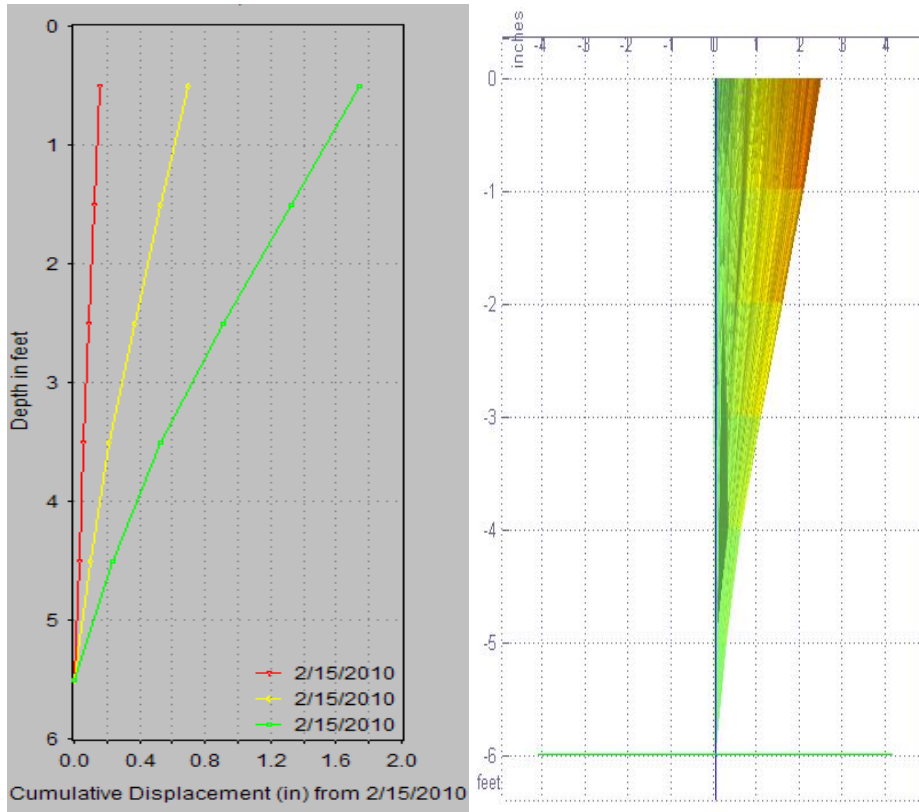 0
1
2
3
4
5
6
Depth in feet
2/15/2010
2/15/2010
2/15/2010
0.0 0.4 0.8 1.2 1.6 2.0
Cumulative Displacement (in) from 2/15/2010
inches
-4 -3 -2 -1 0 1 2 3 4
0
-1
-2
-3
-4
-5
-6
feet